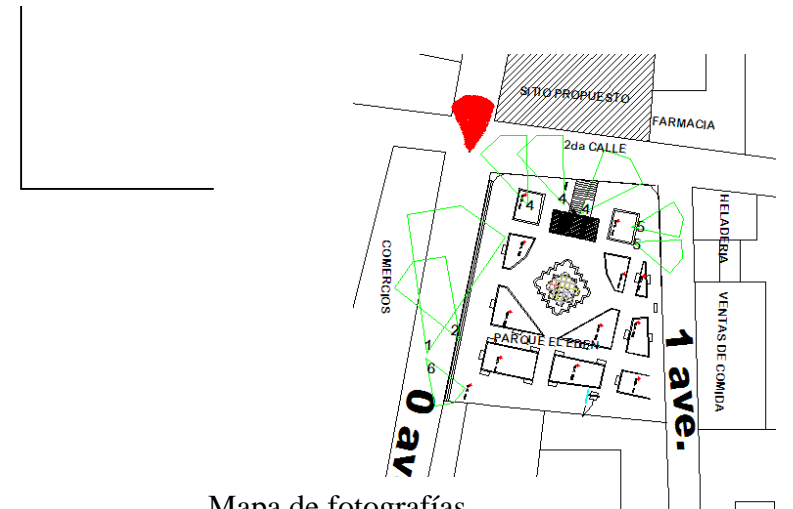 SITIO PROPUESTO
FARMACIA
2da CALLE
4
4
4
5
5
HELADERIA
COMERCIOS
VENTAS DE COMIDA
1
2
6
PARQUE EL EDEN
1 ave.
0 av
Mapa de fotografías